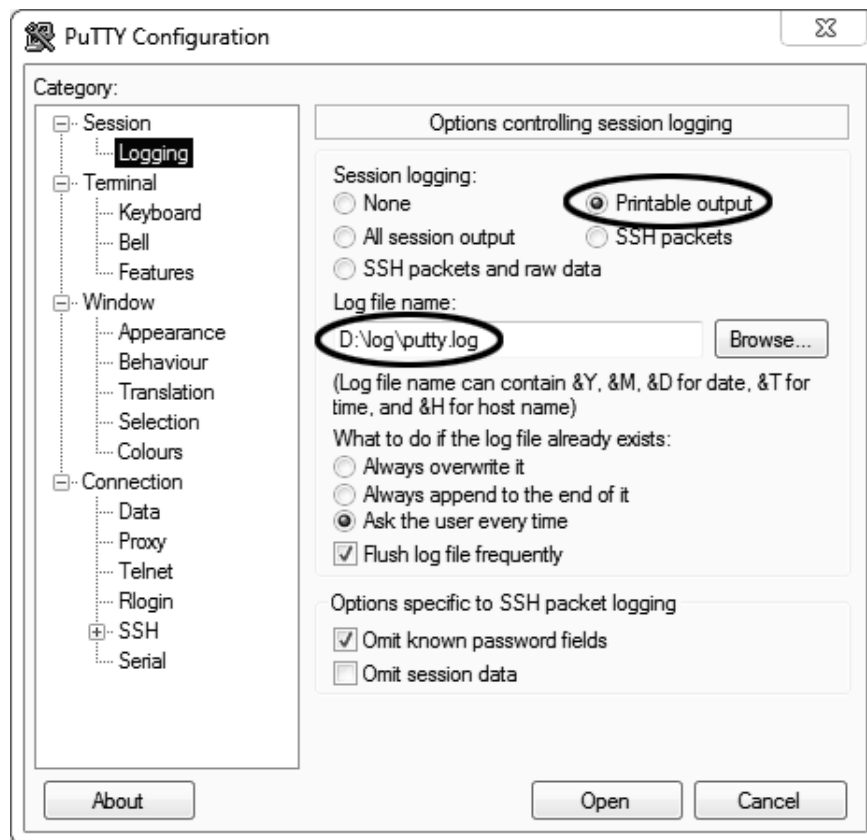 PuTTY Configuration
Category:
Session
Logging
Terminal
Keyboard
Bell
Features
Window
Appearance
Behaviour
Translation
Selection
Colours
Connection
Data
Proxy
Telnet
Rlogin
SSH
Serial
Options controlling session logging
Session logging:
None
Printable output
All session output
SSH packets
SSH packets and raw data
Log file name:
D:\log\putty.log
Browse...
(Log file name can contain &Y, &M, &D for date, &T for
time, and &H for host name)
What to do if the log file already exists:
Always overwrite it
Always append to the end of it
Ask the user every time
Flush log file frequently
Options specific to SSH packet logging
Omit known password fields
Omit session data
About
Open
Cancel